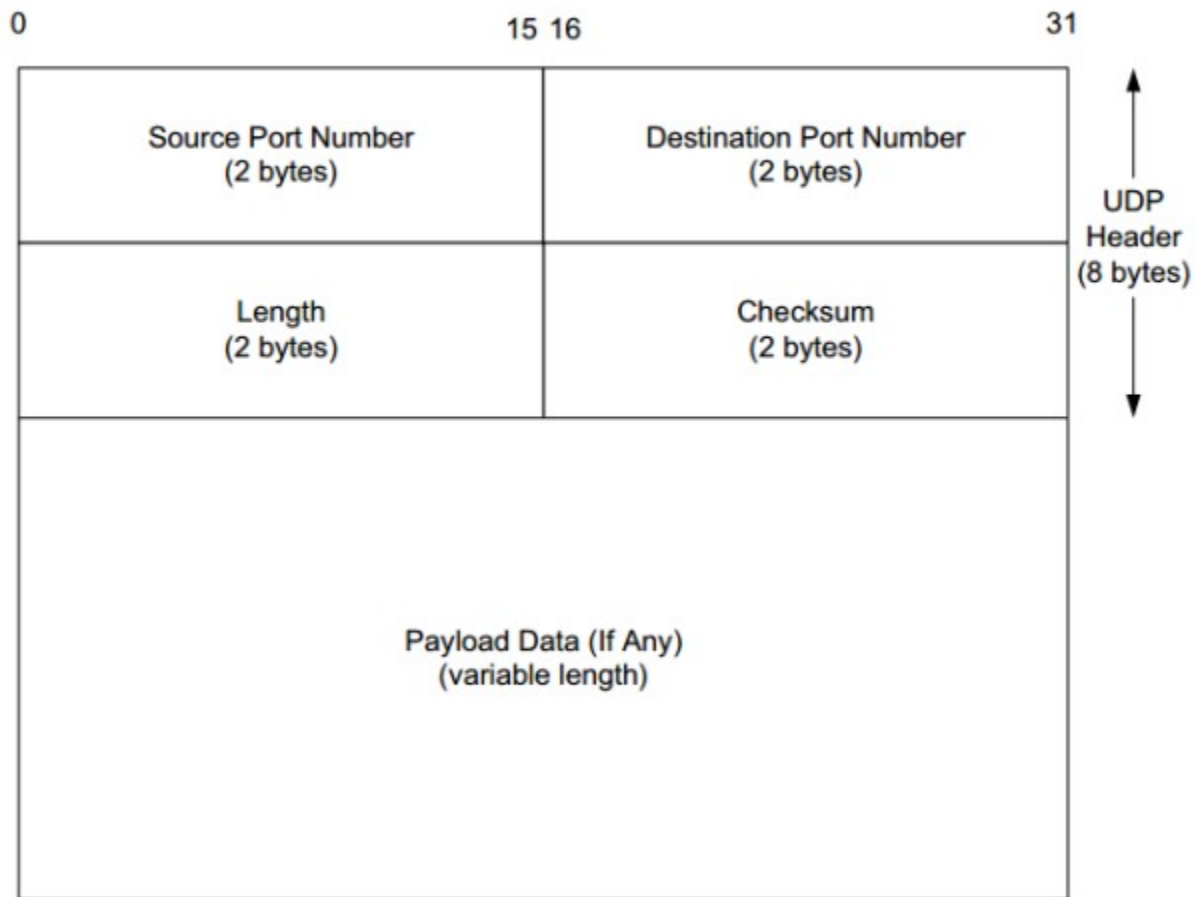 0 15 16 31
Source Port Number
(2 bytes)
Destination Port Number
(2 bytes)
UDP
Header
(8 bytes)
Length
(2 bytes)
Checksum
(2 bytes)
Payload Data (If Any)
(variable length)